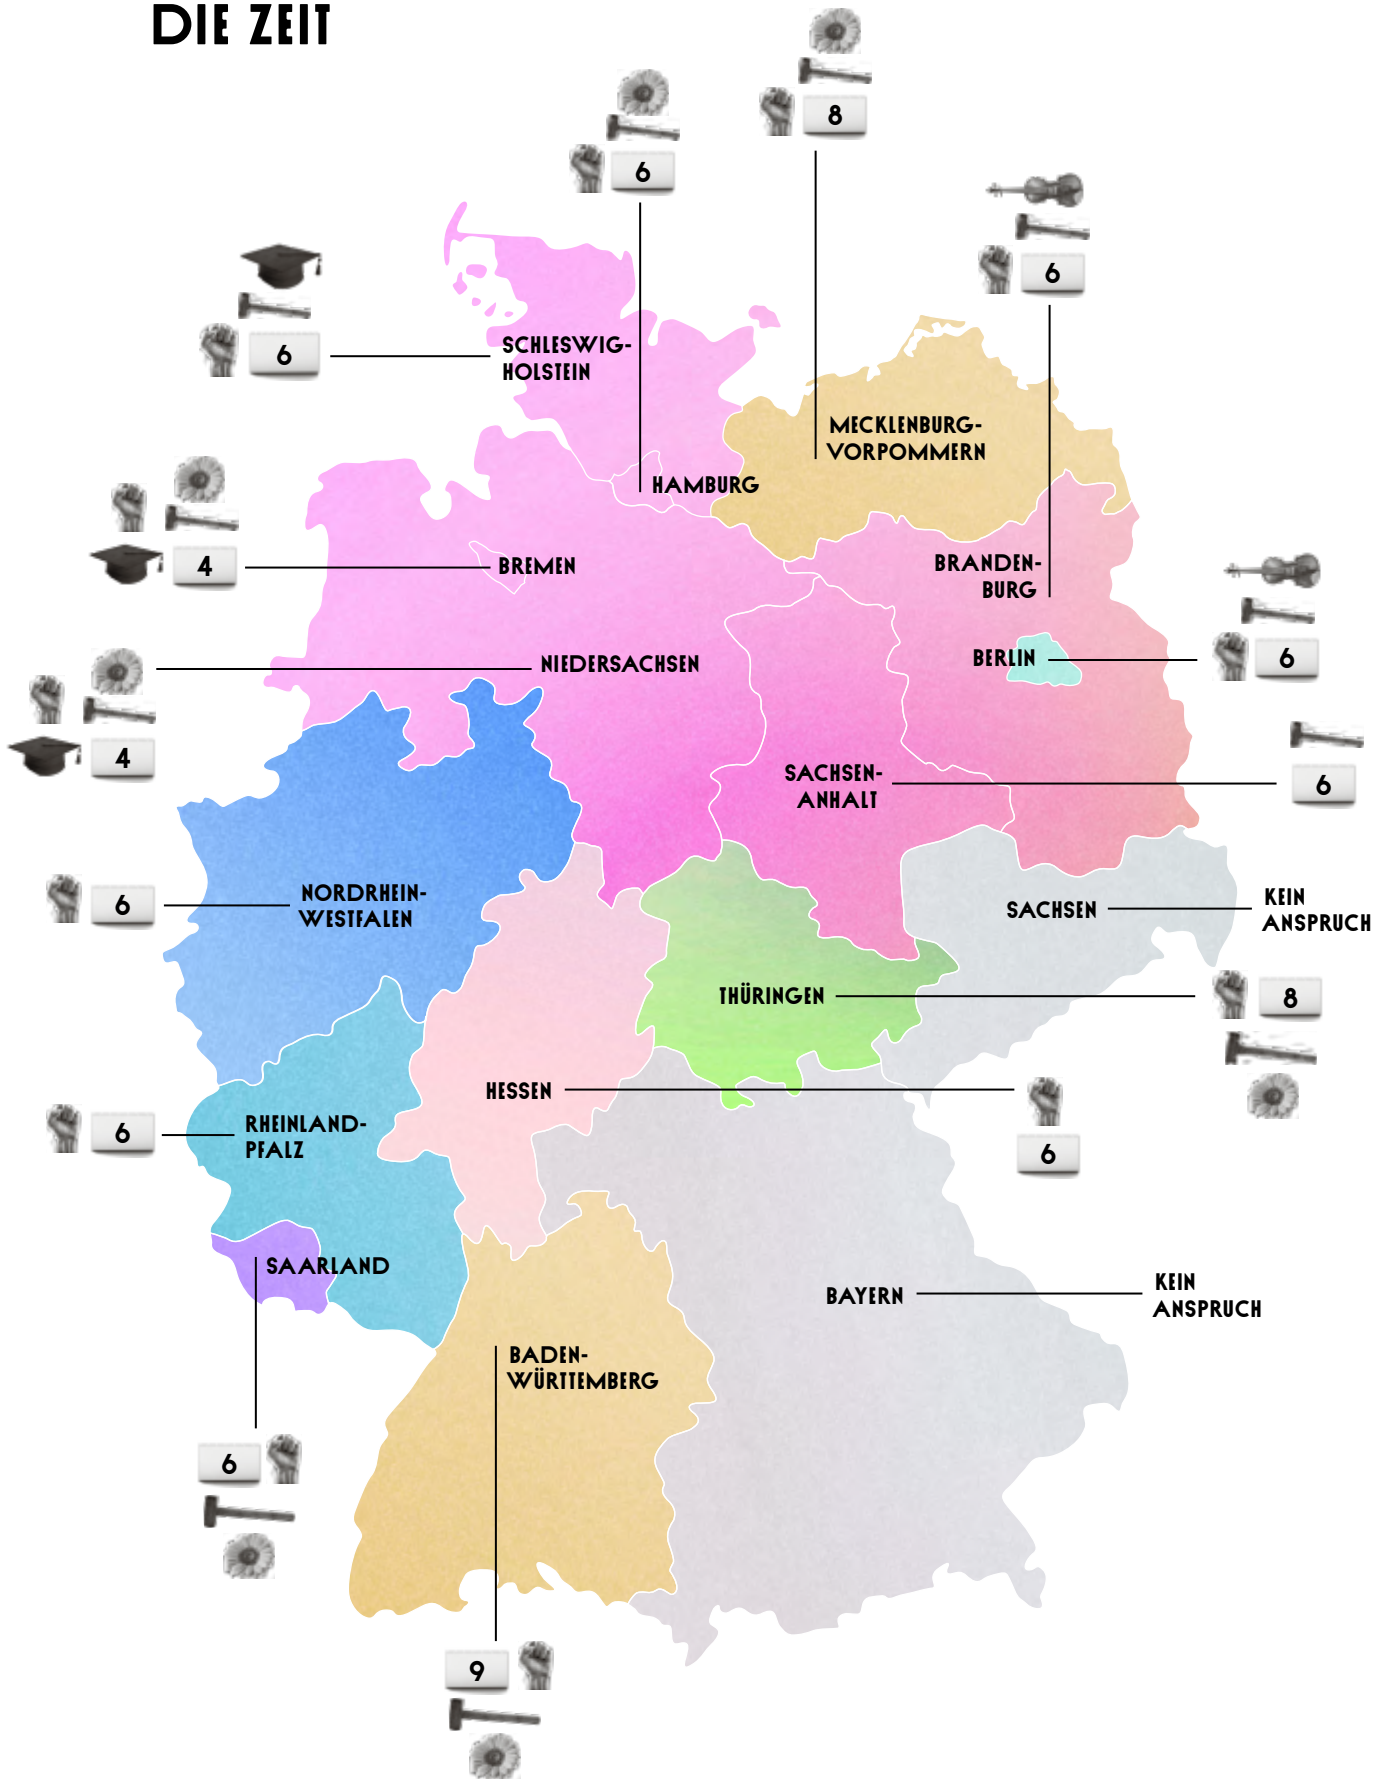 DIE ZEIT
8
6
6
SCHLESWIG-
HOLSTEIN
6
MECKLENBURG-
VORPOMMERN
HAMBURG
BREMEN
4
BRANDEN-
BURG
BERLIN
6
NIEDERSACHSEN
4
SACHSEN-
ANHALT
6
NORDRHEIN-
WESTFALEN
6
SACHSEN
KEIN
ANSPRUCH
THÜRINGEN
8
HESSEN
6
RHEINLAND-
PFALZ
6
SAARLAND
BAYERN
KEIN
ANSPRUCH
BADEN-
WÜRTTEMBERG
6
9